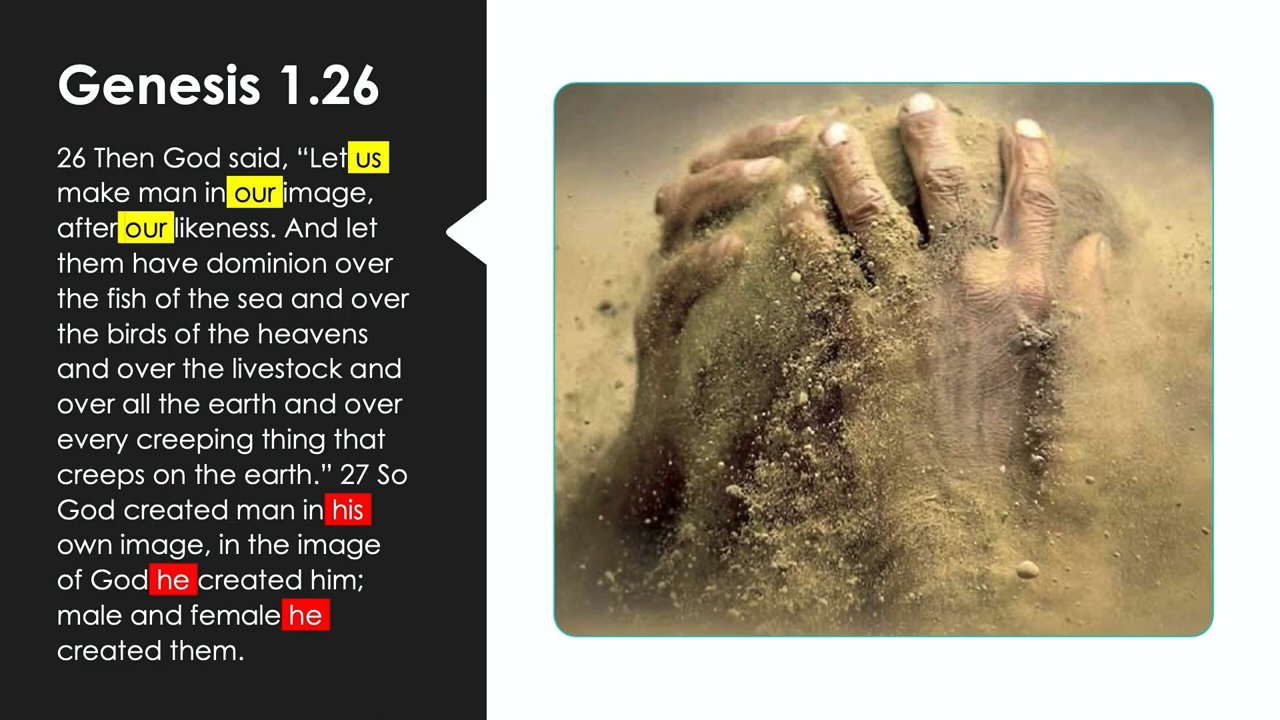 Genesis 1.26
26 Then God said, “Let us
make man in our image,
after our likeness. And let
them have dominion over
the fish of the sea and over
the birds of the heavens
and over the livestock and
over all the earth and over
every creeping thing that
creeps on the earth.” 27 So
God created man in his
own image, in the image
of God he created him;
male and female he
created them.